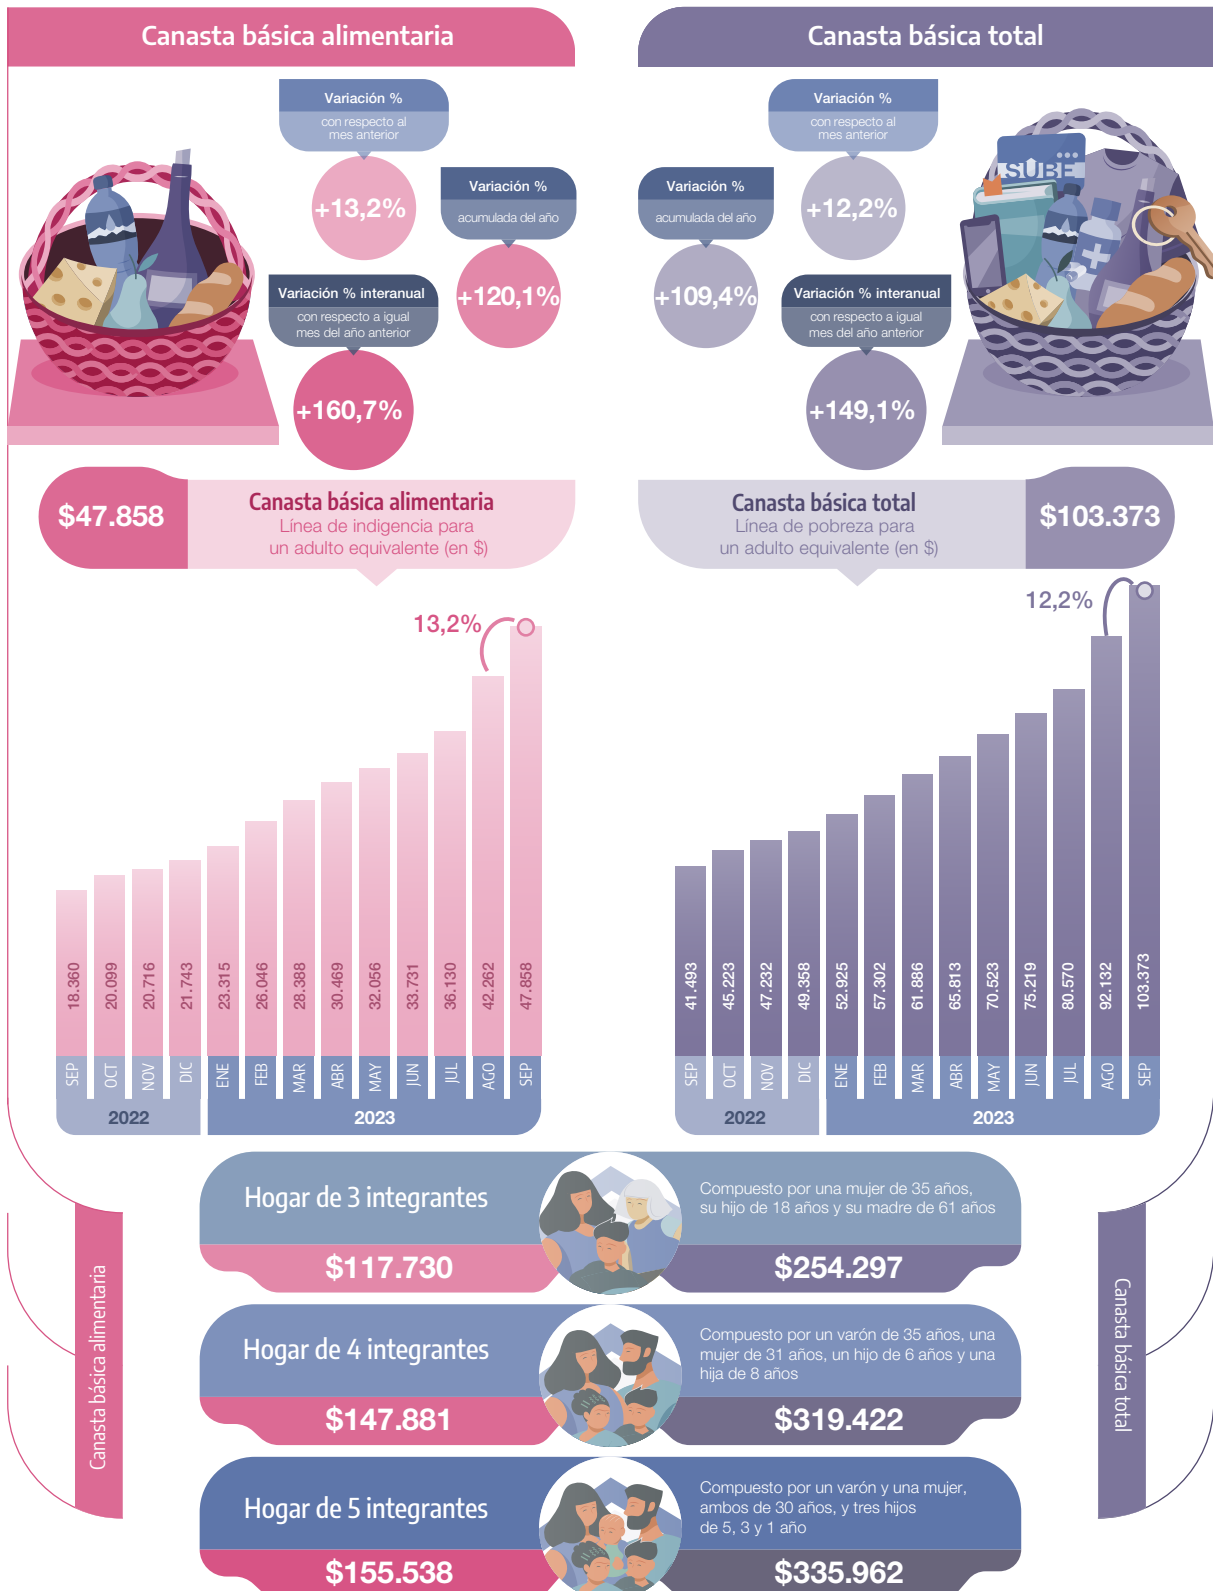 Canasta básica alimentaria
Variación %
con respecto al
mes anterior
+13,2%
Variación %
acumulada del año
+120,1%
Variación % interanual
con respecto a igual
mes del año anterior
+160,7%
Canasta básica total
Variación %
con respecto al
mes anterior
+12,2%
Variación %
acumulada del año
+109,4%
Variación % interanual
con respecto a igual
mes del año anterior
+149,1%
SUBE
$47.858
Canasta básica alimentaria
Línea de indigencia para
un adulto equivalente (en $)
13,2%
18.360
20.099
20.716
21.743
23.315
26.046
28.388
30.469
32.056
33.731
36.130
42.262
47.858
SEP
OCT
NOV
DIC
ENE
FEB
MAR
ABR
MAY
JUN
JUL
AGO
SEP
2022
2023
Canasta básica total
Línea de pobreza para
un adulto equivalente (en $)
$103.373
12,2%
41.493
45.223
47.232
49.358
52.925
57.302
61.886
65.813
70.523
75.219
80.570
92.132
103.373
SEP
OCT
NOV
DIC
ENE
FEB
MAR
ABR
MAY
JUN
JUL
AGO
SEP
2022
2023
Canasta básica alimentaria
Hogar de 3 integrantes
Compuesto por una mujer de 35 años,
su hijo de 18 años y su madre de 61 años
$117.730
$254.297
Hogar de 4 integrantes
Compuesto por un varón de 35 años, una
mujer de 31 años, un hijo de 6 años y una
hija de 8 años
$147.881
$319.422
Hogar de 5 integrantes
Compuesto por un varón y una mujer,
ambos de 30 años, y tres hijos
de 5, 3 y 1 año
$155.538
$335.962
Canasta básica total